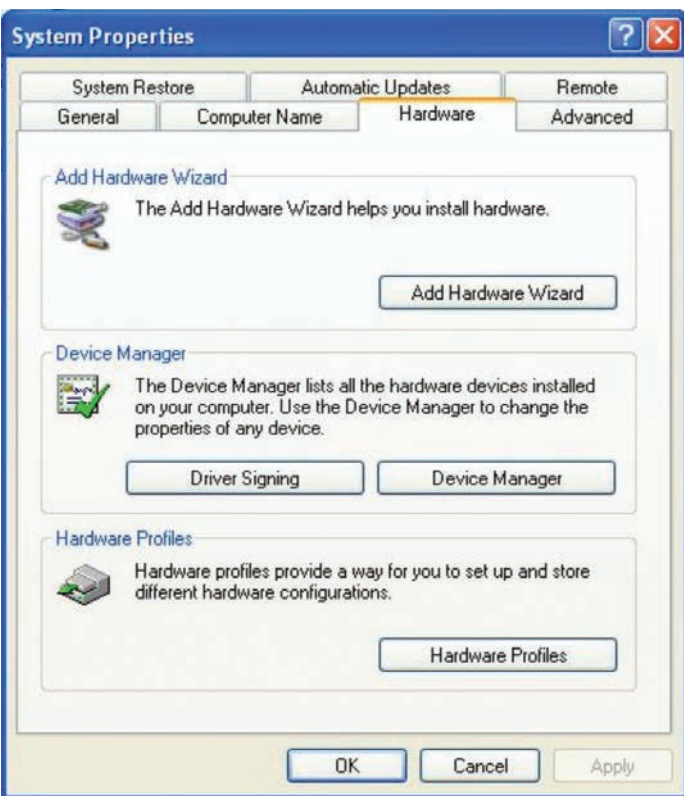 System Properties
?
System Restore Automatic Updates Remote
General Computer Name Hardware Advanced
Add Hardware Wizard
The Add Hardware Wizard helps you install hardware.
Add Hardware Wizard
Device Manager
The Device Manager lists all the hardware devices installed
on your computer. Use the Device Manager to change the
properties of any device.
Driver Signing Device Manager
Hardware Profiles
Hardware profiles provide a way for you to set up and store
different hardware configurations.
Hardware Profiles
OK Cancel Apply